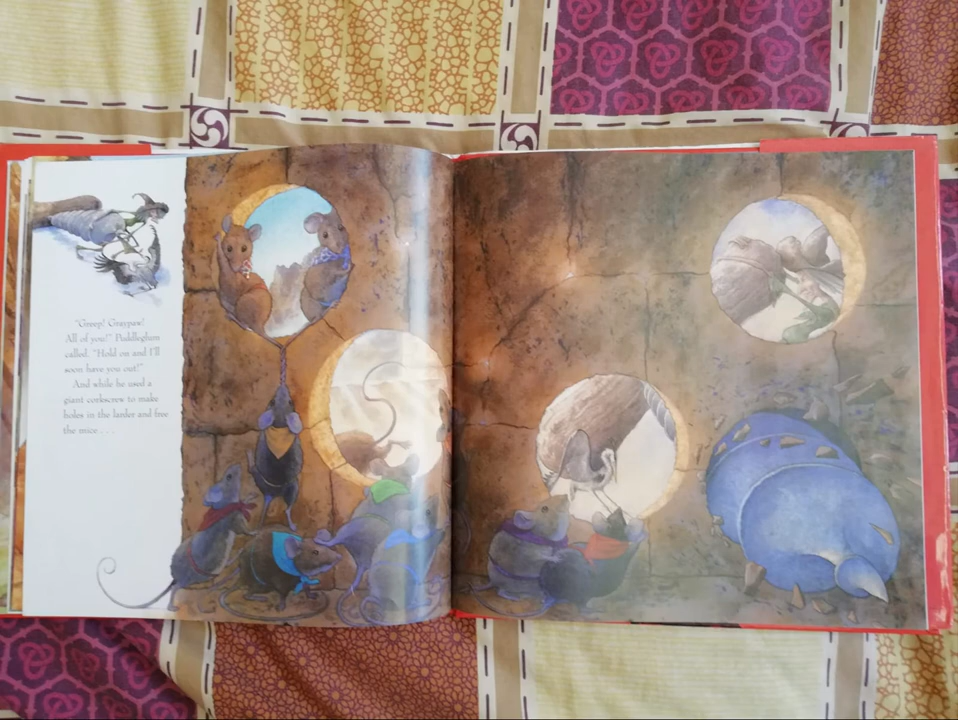 "Greep! Graypaw!
All of you!" Puddleglum
called. "Hold on and I'll
soon have you out!"
And while he used a
giant corkscrew to make
holes in the larder and free
the mice . . .